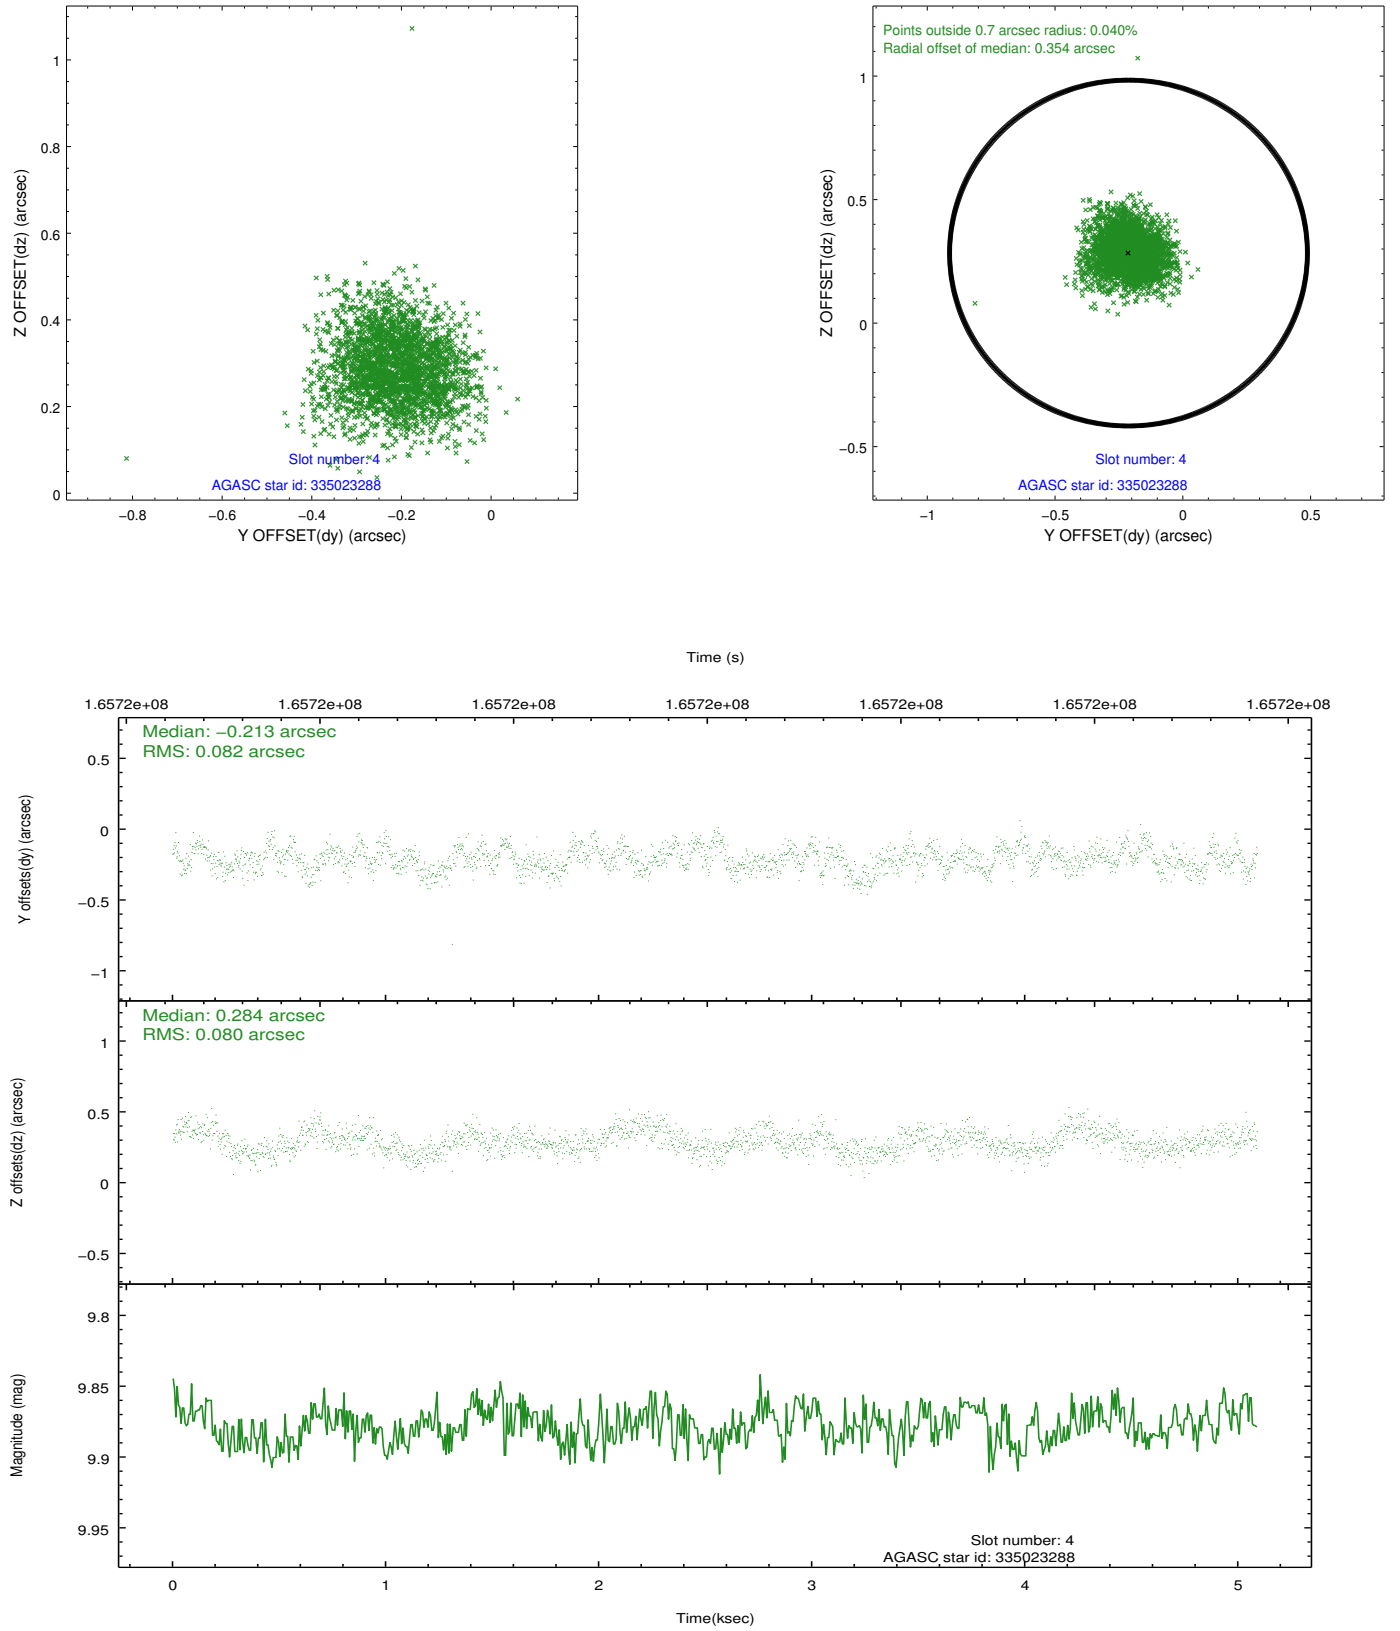 1
0.8
0.6
0.4
0.2
0
Z OFFSET(dz) (arcsec)
Slot number: 4
AGASC star id: 335023288
−0.8 −0.6 −0.4 −0.2 0
Y OFFSET(dy) (arcsec)
Points outside 0.7 arcsec radius: 0.040%
Radial offset of median: 0.354 arcsec
1
0.5
0
−0.5
Z OFFSET(dz) (arcsec)
Slot number: 4
AGASC star id: 335023288
−1 −0.5 0 0.5
Y OFFSET(dy) (arcsec)
Time (s)
1.6572e+08 1.6572e+08 1.6572e+08 1.6572e+08 1.6572e+08 1.6572e+08 1.6572e+08
Median: −0.213 arcsec
RMS: 0.082 arcsec
0.5
0
−0.5
−1
Y offsets(dy) (arcsec)
Median: 0.284 arcsec
RMS: 0.080 arcsec
1
0.5
0
−0.5
Z offsets(dz) (arcsec)
9.8
9.85
9.9
9.95
Magnitude (mag)
Slot number: 4
AGASC star id: 335023288
0 1 2 3 4 5
Time(ksec)